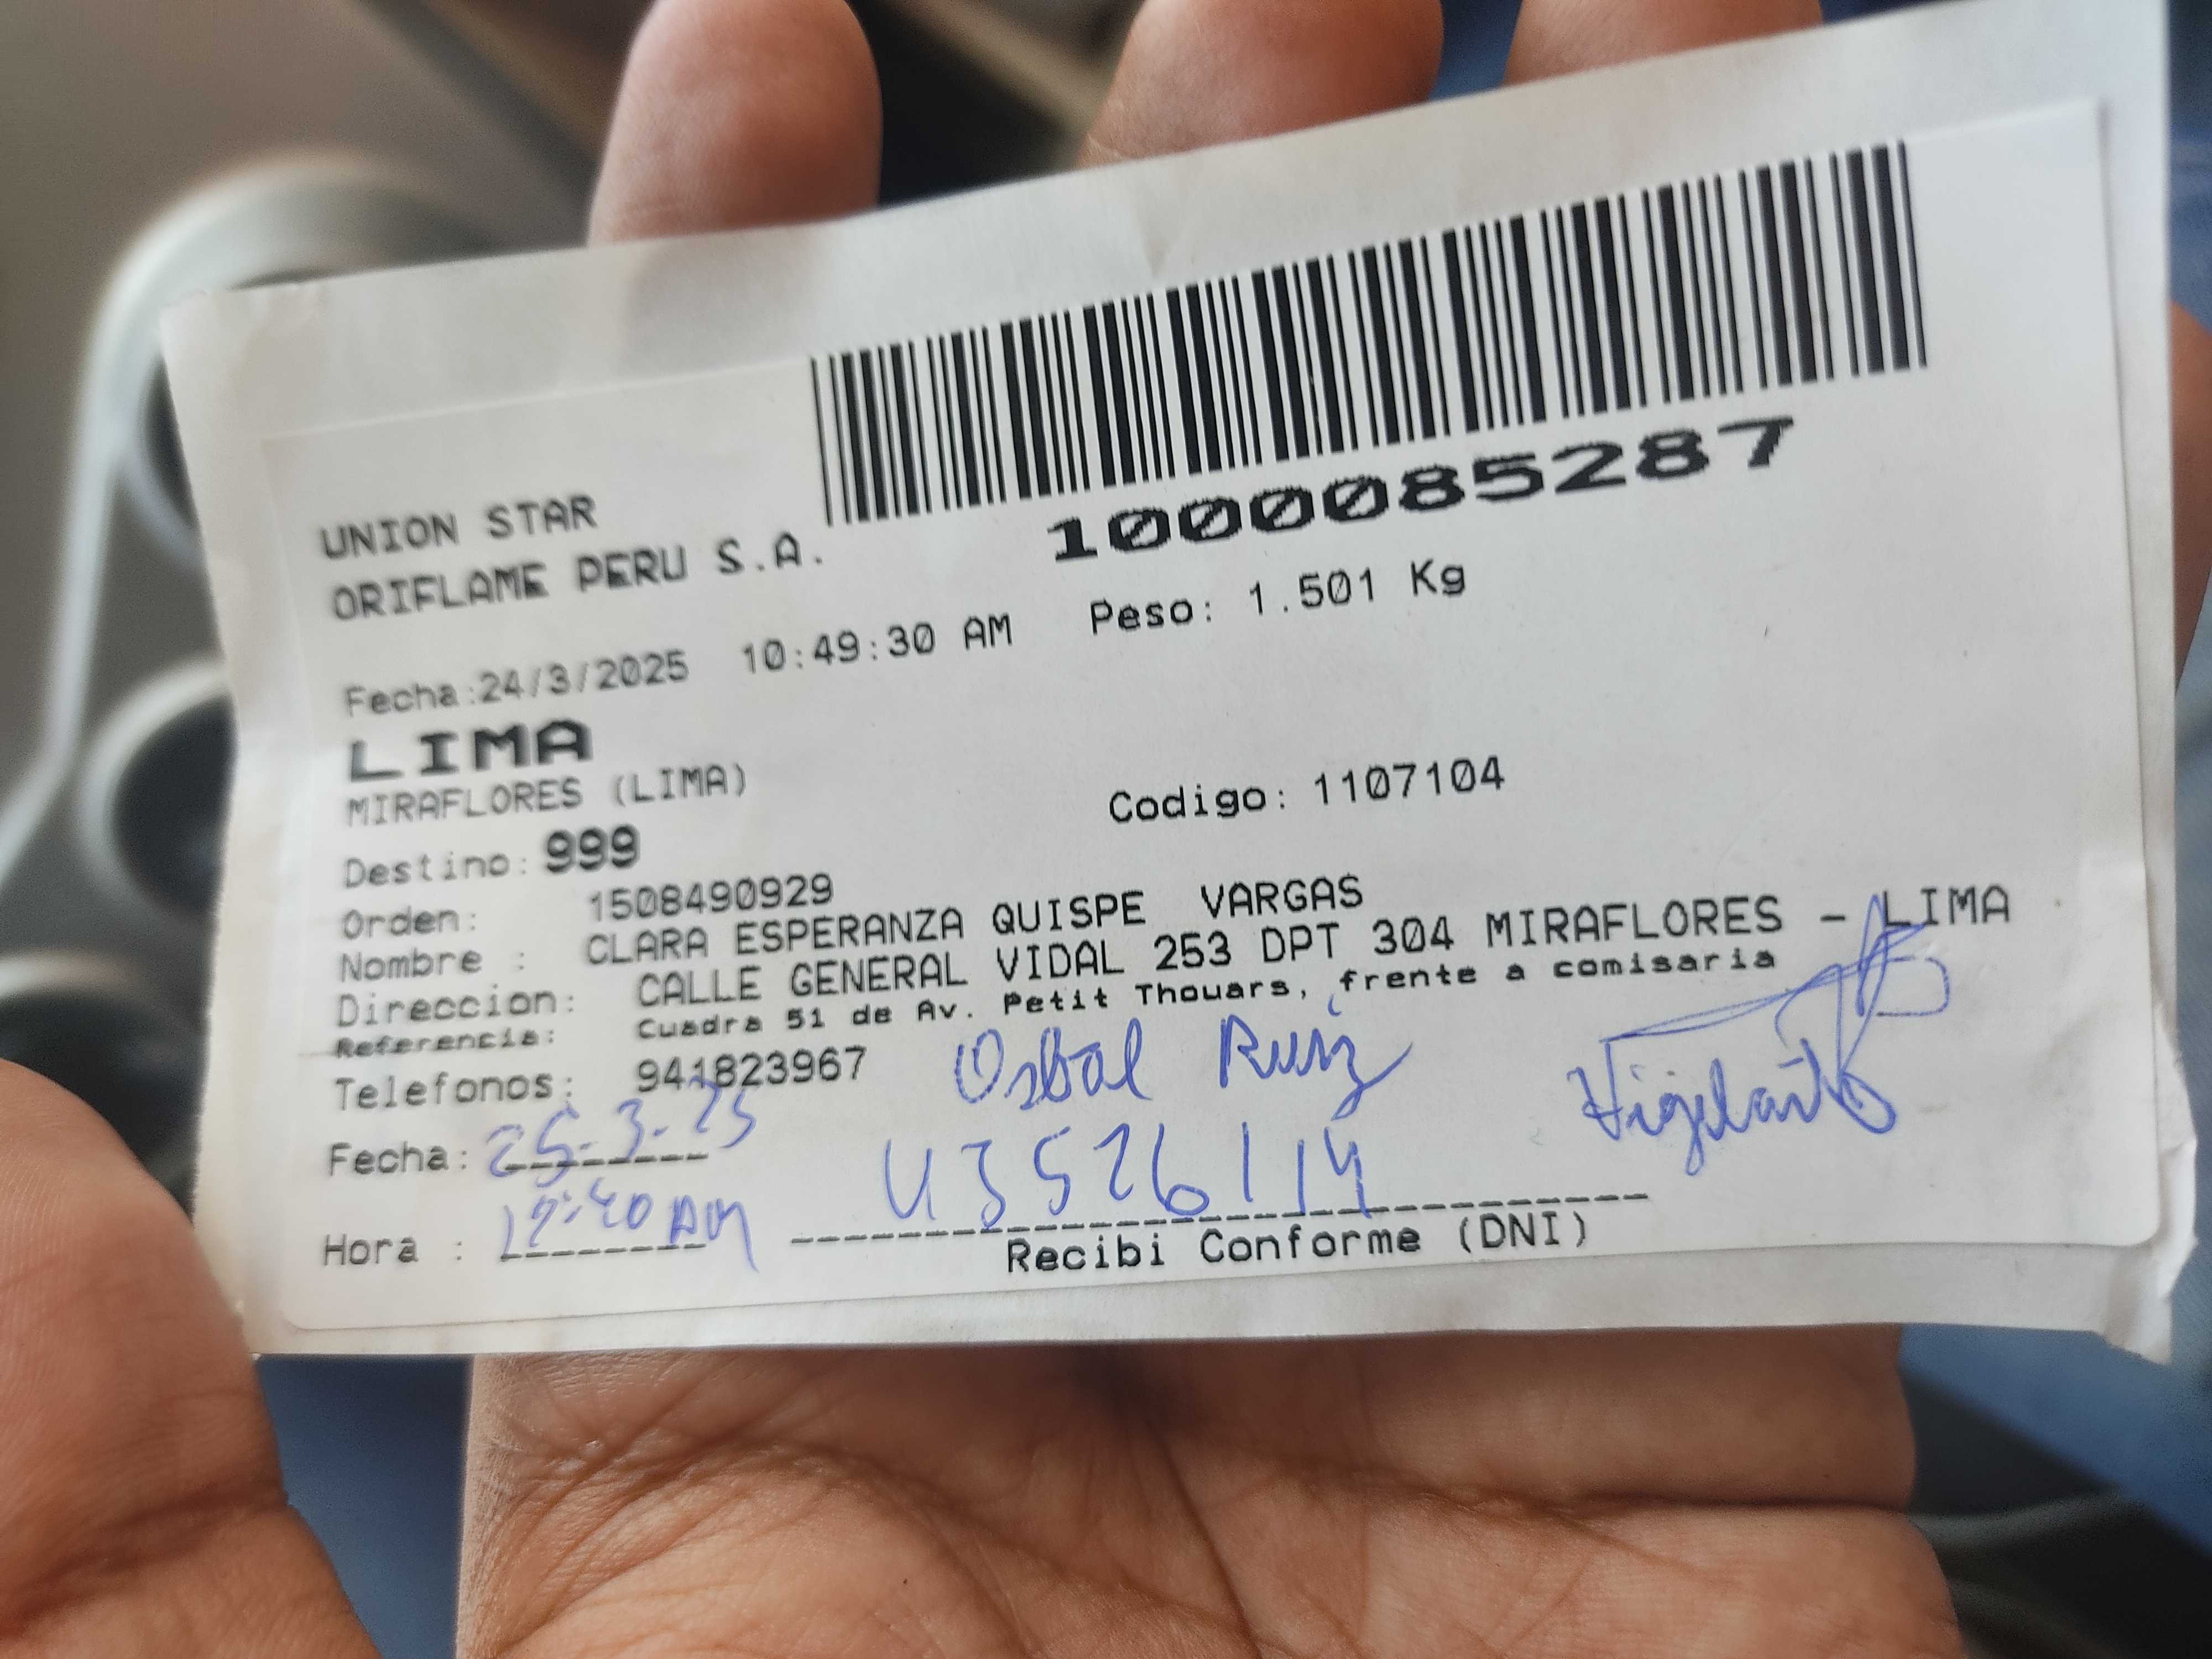 UNION STAR
ORIFLAME PERU S.A.
1000085287
Fecha:24/3/2025 10:49:30 AM Peso: 1.501 Kg
LIMA
MIRAFLORES (LIMA)
Codigo: 1107104
Destino: 999
Orden: 1508490929
Nombre : CLARA ESPERANZA QUISPE VARGAS
Direccion: CALLE GENERAL VIDAL 253 DPT 304 MIRAFLORES - LIMA
Referencia: Cuadra 51 de Av. Petit Thouars, frente a comisaria
Telefonos: 941823967
Ruiz
Vigilante
Fecha: 25-3-25
43526114
Hora :
Recibi Conforme (DNI)